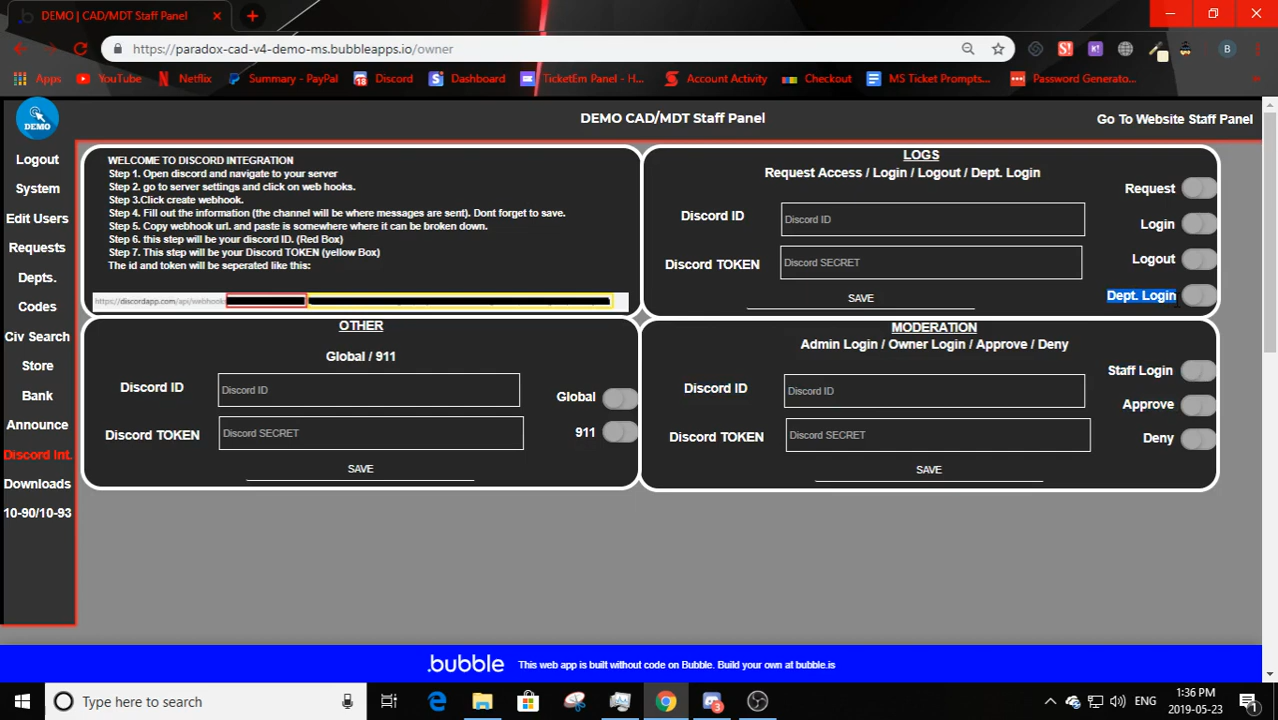 DEMO | CAD/MDT Staff Panel
https://paradox-cad-v4-demo-ms.bubbleapps.io/owner
B
Apps
YouTube
Netflix
Summary - PayPal
Discord
Dashboard
TicketEm Panel - H...
Account Activity
Checkout
MS Ticket Prompts...
Password Generato...
DEMO
DEMO CAD/MDT Staff Panel
Go To Website Staff Panel
Logout
System
Edit Users
Requests
Depts.
Codes
Civ Search
Store
Bank
Announce
Discord Int.
Downloads
10-90/10-93
WELCOME TO DISCORD INTEGRATION
Step 1. Open discord and navigate to your server
Step 2. go to server settings and click on web hooks.
Step 3.Click create webhook.
Step 4. Fill out the information (the channel will be where messages are sent). Dont forget to save.
Step 5. Copy webhook url. and paste is somewhere where it can be broken down.
Step 6. this step will be your discord ID. (Red Box)
Step 7. This step will be your Discord TOKEN (yellow Box)
The id and token will be seperated like this:
https://discordapp.com/api/webhooks
LOGS
Request Access / Login / Logout / Dept. Login
Discord ID
Discord ID
Discord TOKEN
Discord SECRET
SAVE
Request
Login
Logout
Dept. Login
OTHER
Global / 911
Discord ID
Discord ID
Discord TOKEN
Discord SECRET
SAVE
Global
911
MODERATION
Admin Login / Owner Login / Approve / Deny
Discord ID
Discord ID
Discord TOKEN
Discord SECRET
SAVE
Staff Login
Approve
Deny
.bubble
This web app is built without code on Bubble. Build your own at bubble.is
Type here to search
3
ENG
1:36 PM
2019-05-23
1